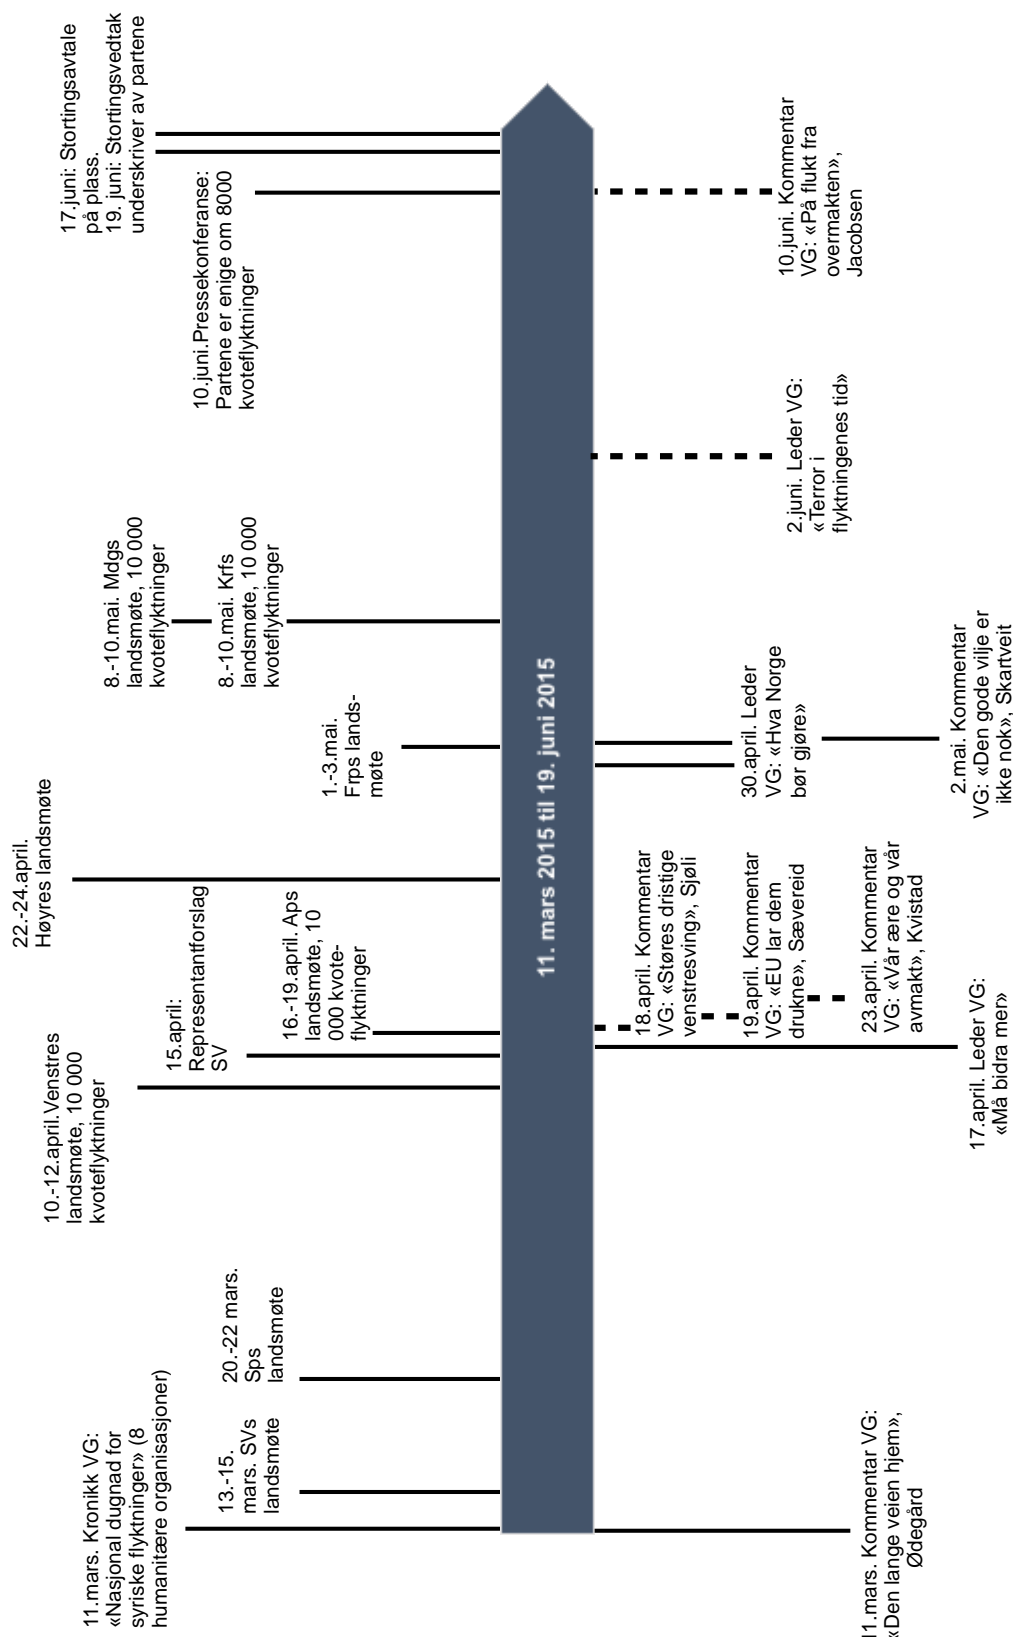 11.mars. Kronikk VG:
«Nasjonal dugnad for
syriske flyktninger» (8
humanitære organisasjoner)
13.-15.
mars. SVs
landsmøte
20.-22 mars.
Sps
landsmøte
10.-12.april.Venstres
landsmøte, 10 000
kvoteflyktninger
15.april:
Representantforslag
SV
16.-19.april. Aps
landsmøte, 10
000 kvote-
flyktninger
22.-24.april.
Høyres landsmøte
1.-3.mai.
Frps lands-
møte
8.-10.mai. Mdgs
landsmøte, 10 000
kvoteflyktninger
8.-10.mai. Krfs
landsmøte, 10 000
kvoteflyktninger
10.juni.Pressekonferanse:
Partene er enige om 8000
kvoteflyktninger
17.juni: Stortingsavtale
på plass.
19. juni: Stortingsvedtak
underskriver av partene
11. mars 2015 til 19. juni 2015
11.mars. Kommentar VG:
«Den lange veien hjem»,
Ødegård
17.april. Leder VG:
«Må bidra mer»
18.april. Kommentar
VG: «Støres dristige
venstresving», Sjøli
19.april. Kommentar
VG: «EU lar dem
drukne», Sævereid
23.april. Kommentar
VG: «Vår ære og vår
avmakt», Kvistad
30.april. Leder
VG: «Hva Norge
bør gjøre»
2.mai. Kommentar
VG: «Den gode vilje er
ikke nok», Skartveit
2.juni. Leder VG:
«Terror i
flyktningenes tid»
10.juni. Kommentar
VG: «På flukt fra
overmakten»,
Jacobsen